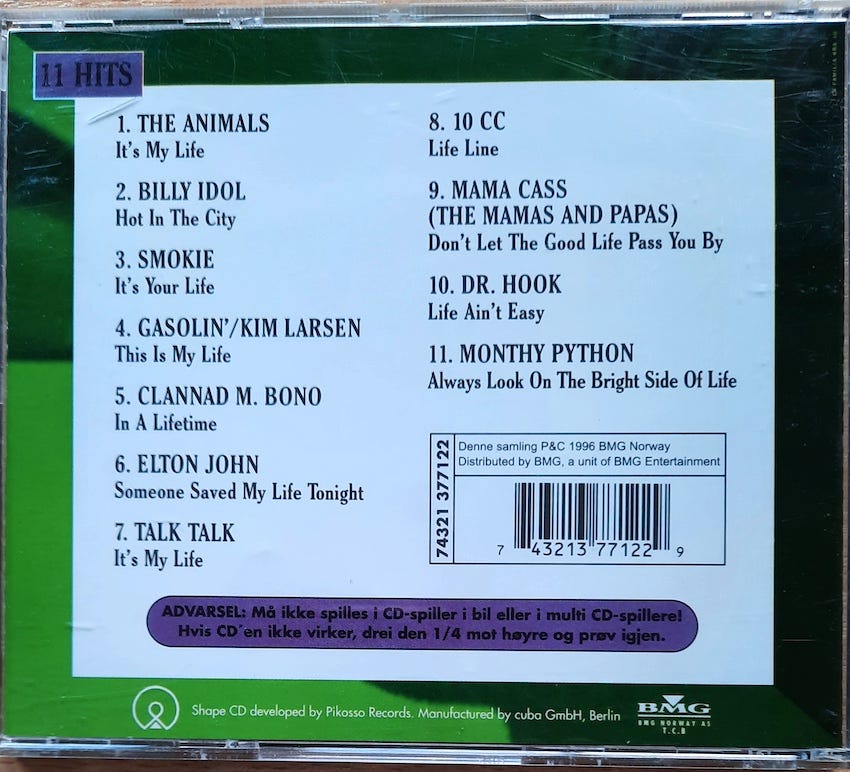 11 HITS
1. THE ANIMALS
It's My Life
2. BILLY IDOL
Hot In The City
3. SMOKIE
It's Your Life
4. GASOLIN'/KIM LARSEN
This Is My Life
5. CLANNAD M. BONO
In A Lifetime
6. ELTON JOHN
Someone Saved My Life Tonight
7. TALK TALK
It's My Life
8. 10 CC
Life Line
9. MAMA CASS
(THE MAMAS AND PAPAS)
Don't Let The Good Life Pass You By
10. DR. HOOK
Life Ain't Easy
11. MONTHY PYTHON
Always Look On The Bright Side Of Life
74321 377122
Denne samling P&C 1996 BMG Norway
Distributed by BMG, a unit of BMG Entertainment
7 43213 77122 9
ADVARSEL: Må ikke spilles i CD-spiller i bil eller i multi CD-spillere!
Hvis CD´en ikke virker, drei den 1/4 mot høyre og prøv igjen.
Shape CD developed by Pikosso Records. Manufactured by cuba GmbH, Berlin
BMG
BMG NORWAY AS
T.C.B